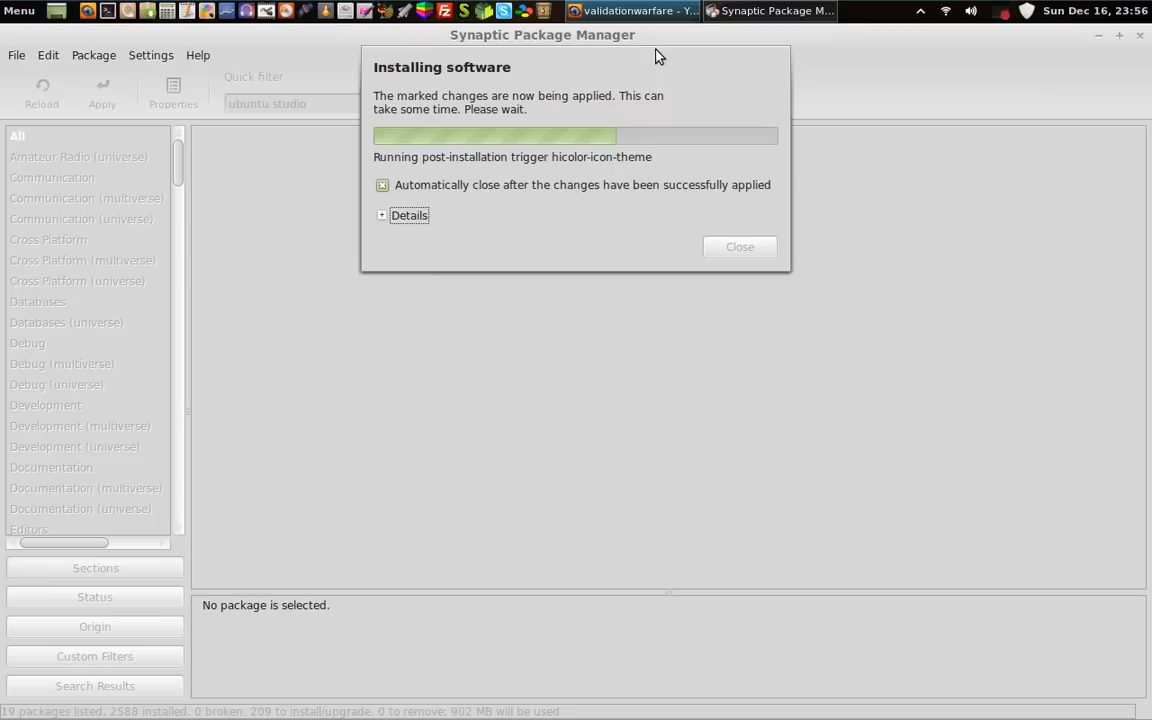 Menu
validationwarfare - Y...
Synaptic Package M...
Sun Dec 16, 23:56
Synaptic Package Manager
File Edit Package Settings Help
Reload
Apply
Properties
Quick filter
ubuntu studio
Installing software
The marked changes are now being applied. This can
take some time. Please wait.
Running post-installation trigger hicolor-icon-theme
Automatically close after the changes have been successfully applied
Details
Close
All
Amateur Radio (universe)
Communication
Communication (multiverse)
Communication (universe)
Cross Platform
Cross Platform (multiverse)
Cross Platform (universe)
Databases
Databases (universe)
Debug
Debug (multiverse)
Debug (universe)
Development
Development (multiverse)
Development (universe)
Documentation
Documentation (multiverse)
Documentation (universe)
Editors
Sections
Status
Origin
Custom Filters
Search Results
No package is selected.
19 packages listed, 2588 installed, 0 broken. 209 to install/upgrade, 0 to remove; 902 MB will be used